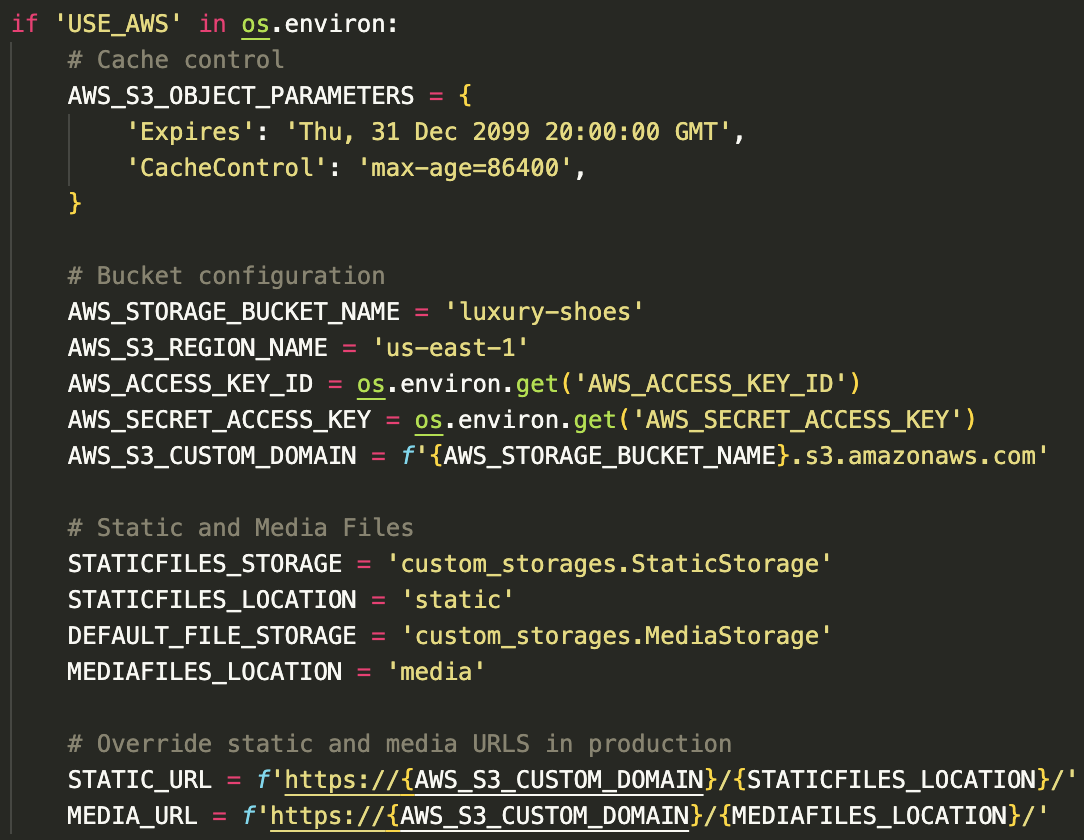 if 'USE_AWS' in os.environ:
    # Cache control
    AWS_S3_OBJECT_PARAMETERS = {
        'Expires': 'Thu, 31 Dec 2099 20:00:00 GMT',
        'CacheControl': 'max-age=86400',
    }

    # Bucket configuration
    AWS_STORAGE_BUCKET_NAME = 'luxury-shoes'
    AWS_S3_REGION_NAME = 'us-east-1'
    AWS_ACCESS_KEY_ID = os.environ.get('AWS_ACCESS_KEY_ID')
    AWS_SECRET_ACCESS_KEY = os.environ.get('AWS_SECRET_ACCESS_KEY')
    AWS_S3_CUSTOM_DOMAIN = f'{AWS_STORAGE_BUCKET_NAME}.s3.amazonaws.com'

    # Static and Media Files
    STATICFILES_STORAGE = 'custom_storages.StaticStorage'
    STATICFILES_LOCATION = 'static'
    DEFAULT_FILE_STORAGE = 'custom_storages.MediaStorage'
    MEDIAFILES_LOCATION = 'media'

    # Override static and media URLS in production
    STATIC_URL = f'https://{AWS_S3_CUSTOM_DOMAIN}/{STATICFILES_LOCATION}/'
    MEDIA_URL = f'https://{AWS_S3_CUSTOM_DOMAIN}/{MEDIAFILES_LOCATION}/'